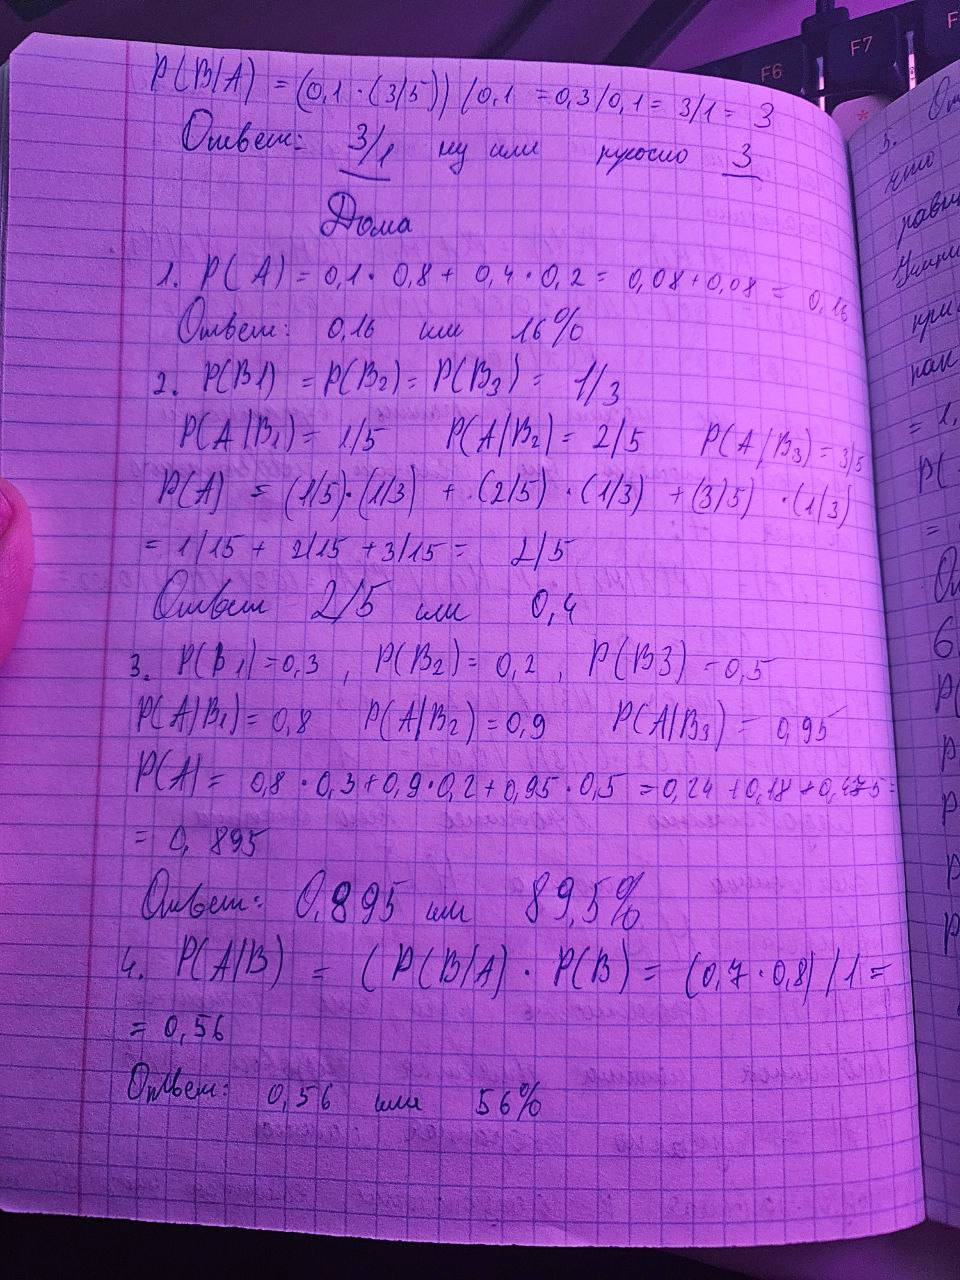 P(B|A) = (0,1 · (3/5)) / 0,1 = 0,3/0,1 = 3/1 = 3
Ответ: 3/1 ну или просто 3
Дома
1. P(A) = 0,1 · 0,8 + 0,4 · 0,2 = 0,08 + 0,08 = 0,16
Ответ: 0,16 или 16%
2. P(B1) = P(B2) = P(B3) = 1/3
P(A|B1) = 1/5 P(A|B2) = 2/5 P(A|B3) = 3/5
P(A) = (1/5) · (1/3) + (2/5) · (1/3) + (3/5) · (1/3)
= 1/15 + 2/15 + 3/15 = 2/5
Ответ 2/5 или 0,4
3. P(B1) = 0,3, P(B2) = 0,2, P(B3) = 0,5
P(A|B1) = 0,8 P(A|B2) = 0,9 P(A|B3) = 0,95
P(A) = 0,8 · 0,3 + 0,9 · 0,2 + 0,95 · 0,5 = 0,24 + 0,18 + 0,475 =
= 0,895
Ответ: 0,895 или 89,5%
4. P(A|B) = (P(B|A) · P(B) = (0,7 · 0,8) / 1 =
= 0,56
Ответ: 0,56 или 56%
F6
F7
5.
что
= 1,
P(
=
6.